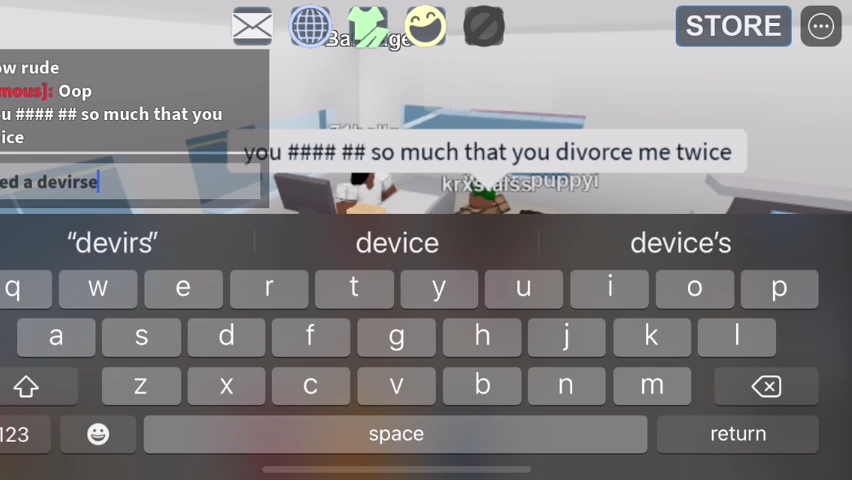 STORE
ow rude
mous]: Oop
u #### ## so much that you
ice
you #### ## so much that you divorce me twice
ed a devirse
“devirs” device device’s
q w e r t y u i o p
a s d f g h j k l
z x c v b n m
123 space return